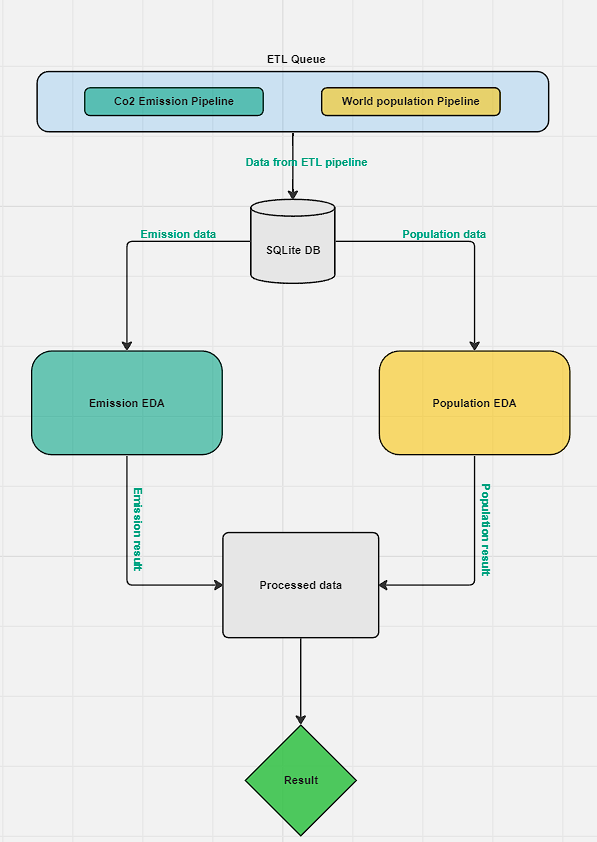 ETL Queue
Co2 Emission Pipeline
World population Pipeline
Data from ETL pipeline
Emission data
Population data
SQLite DB
Emission EDA
Population EDA
Emission result
Population result
Processed data
Result